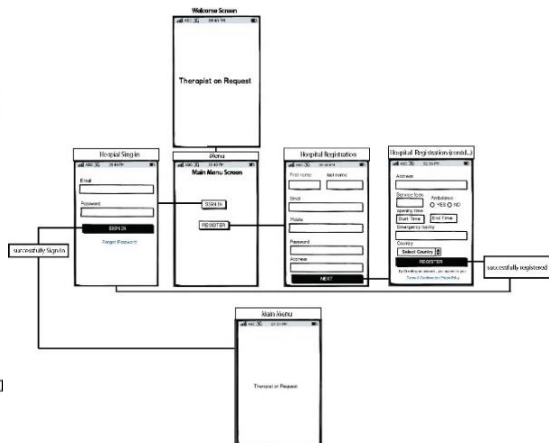 Welcome Screen
Therapist on Request
Hospital Sing in
Email
Password
SIGN IN
Forgot Password
successfully Sign In
Menu
Main Menu Screen
SIGN IN
REGISTER
Hospital Registration
First name
last name
Email
Mobile
Password
Address
NEXT
Hospital Registration (contd...)
Address
Service fees
Ambulance
YES NO
opening time
Start Time
End Time
Emergency facility
Country
Select Country
REGISTER
successfully registered
Main Menu
Therapist on Request